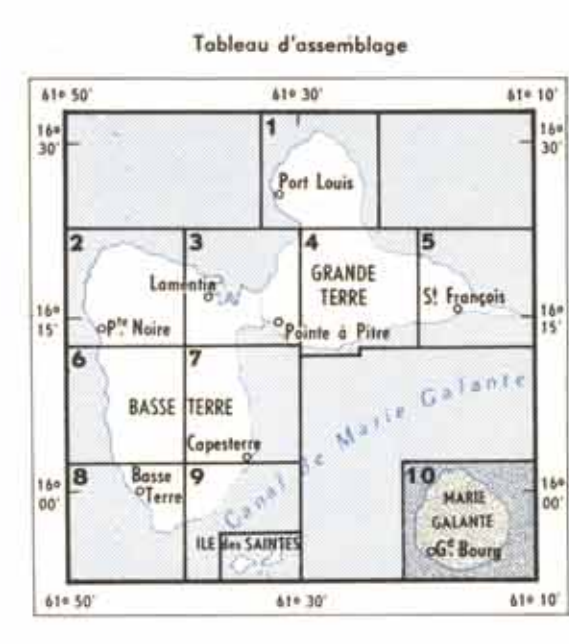 Tableau d'assemblage
61° 50' 61° 30' 61° 10'
16° 30' 1 16° 30'
Port Louis
2 3 4 5
Lamentin GRANDE TERRE St. François
16° 15' Pte Noire Pointe à Pitre 16° 15'
6 7
BASSE TERRE
Canal de Marie Galante
Capesterre
8 9 10
16° 00' Basse Terre MARIE GALANTE 16° 00'
ILE des SAINTES Gd. Bourg
61° 50' 61° 30' 61° 10'